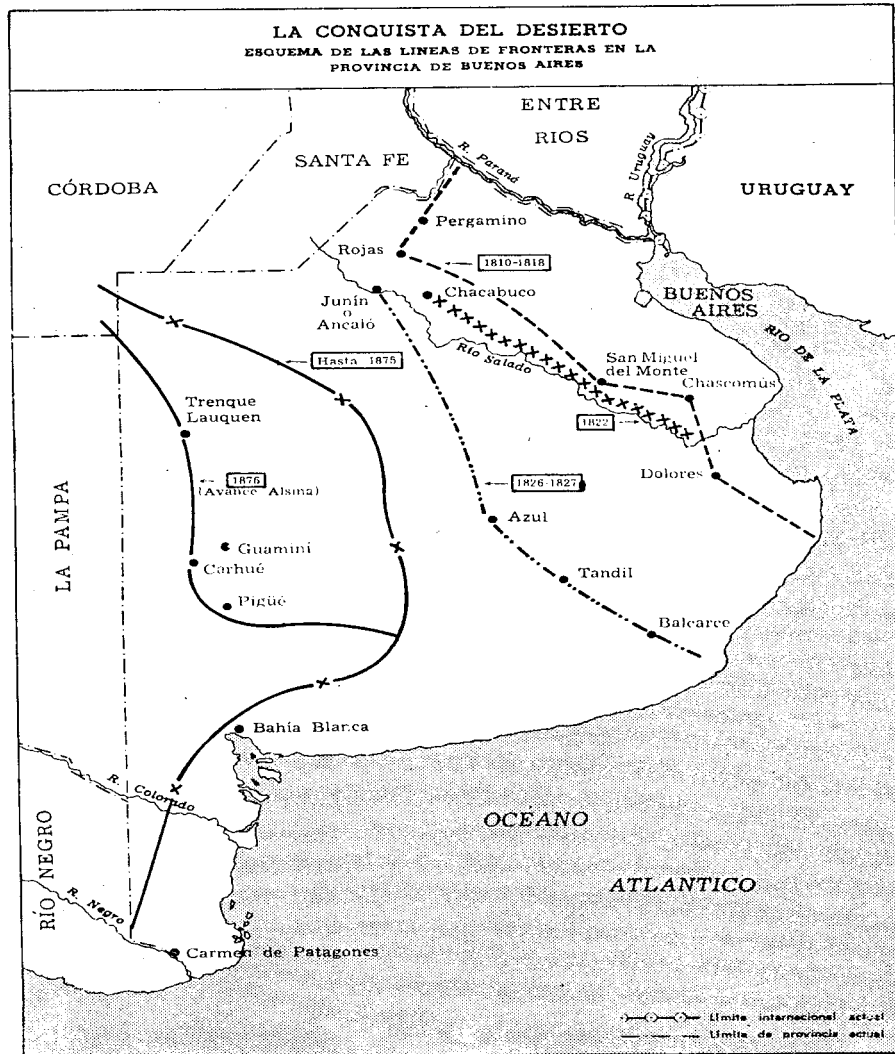 LA CONQUISTA DEL DESIERTO
ESQUEMA DE LAS LINEAS DE FRONTERAS EN LA
PROVINCIA DE BUENOS AIRES
ENTRE
RIOS
SANTA FE
CÓRDOBA
R. Paraná
R. Uruguay
URUGUAY
Pergamino
Rojas
1810-1818
Junín
o
Ancaló
Chacabuco
BUENOS
AIRES
RIO DE LA PLATA
Río Salado
Hasta 1875
San Miguel
del Monte
Chascomús
Trenque
Lauquen
1822
1876
(Avance Alsina)
1826-1827
Dolores
Azul
LA PAMPA
Guaminí
Carhué
Tandil
Pigüé
Balcarce
Bahía Blanca
R. Colorado
OCÉANO
ATLANTICO
RÍO NEGRO
R. Negro
Carmen de Patagones
Límite internacional actual
Límite de provincia actual